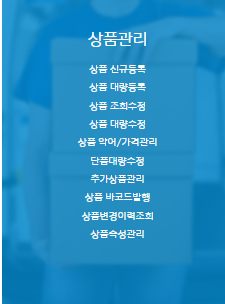 상품관리
상품 신규등록
상품 대량등록
상품 조회수정
상품 대량수정
상품 악어/가격관리
단품대량수정
추가상품관리
상품 바코드발행
상품변경이력조회
상품속성관리